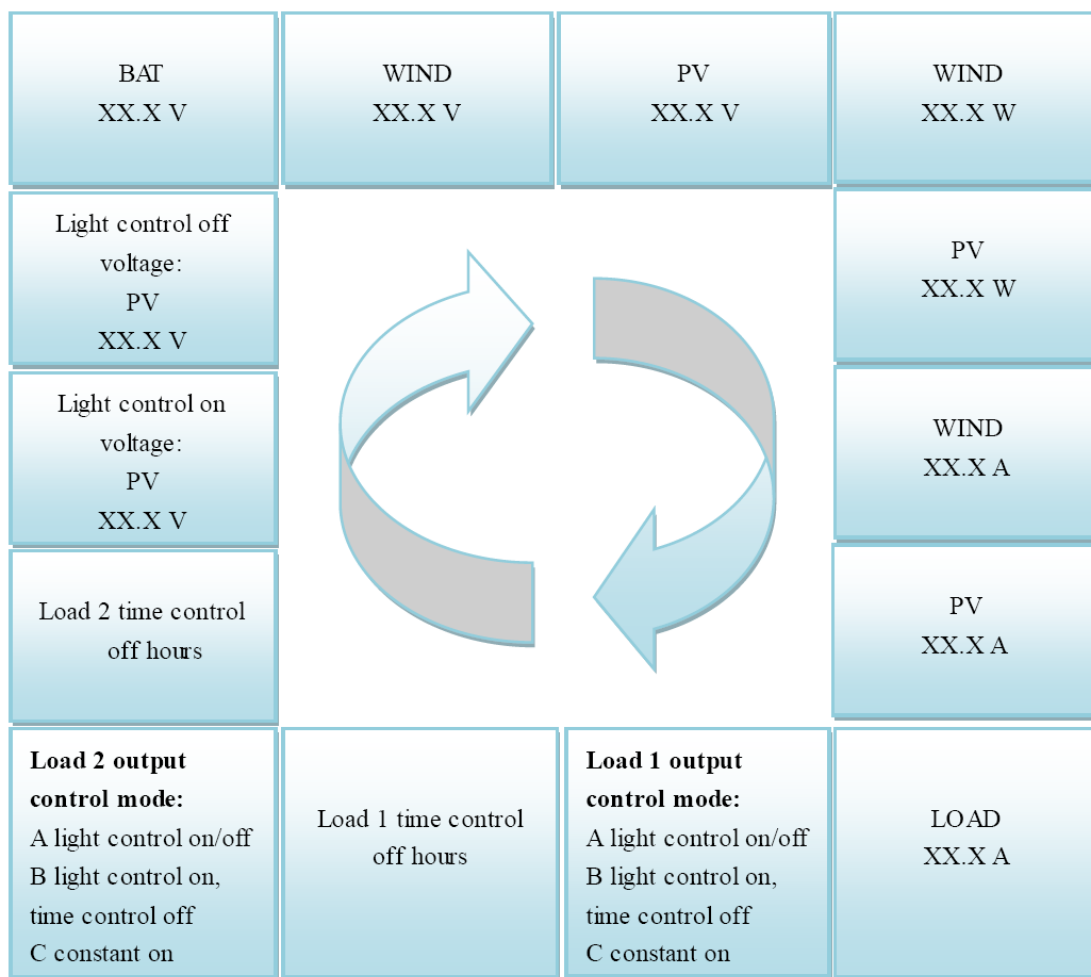 BAT
XX.X V
WIND
XX.X V
PV
XX.X V
WIND
XX.X W
Light control off
voltage:
PV
XX.X V
PV
XX.X W
Light control on
voltage:
PV
XX.X V
WIND
XX.X A
Load 2 time control
off hours
PV
XX.X A
Load 2 output
control mode:
A light control on/off
B light control on,
time control off
C constant on
Load 1 time control
off hours
Load 1 output
control mode:
A light control on/off
B light control on,
time control off
C constant on
LOAD
XX.X A